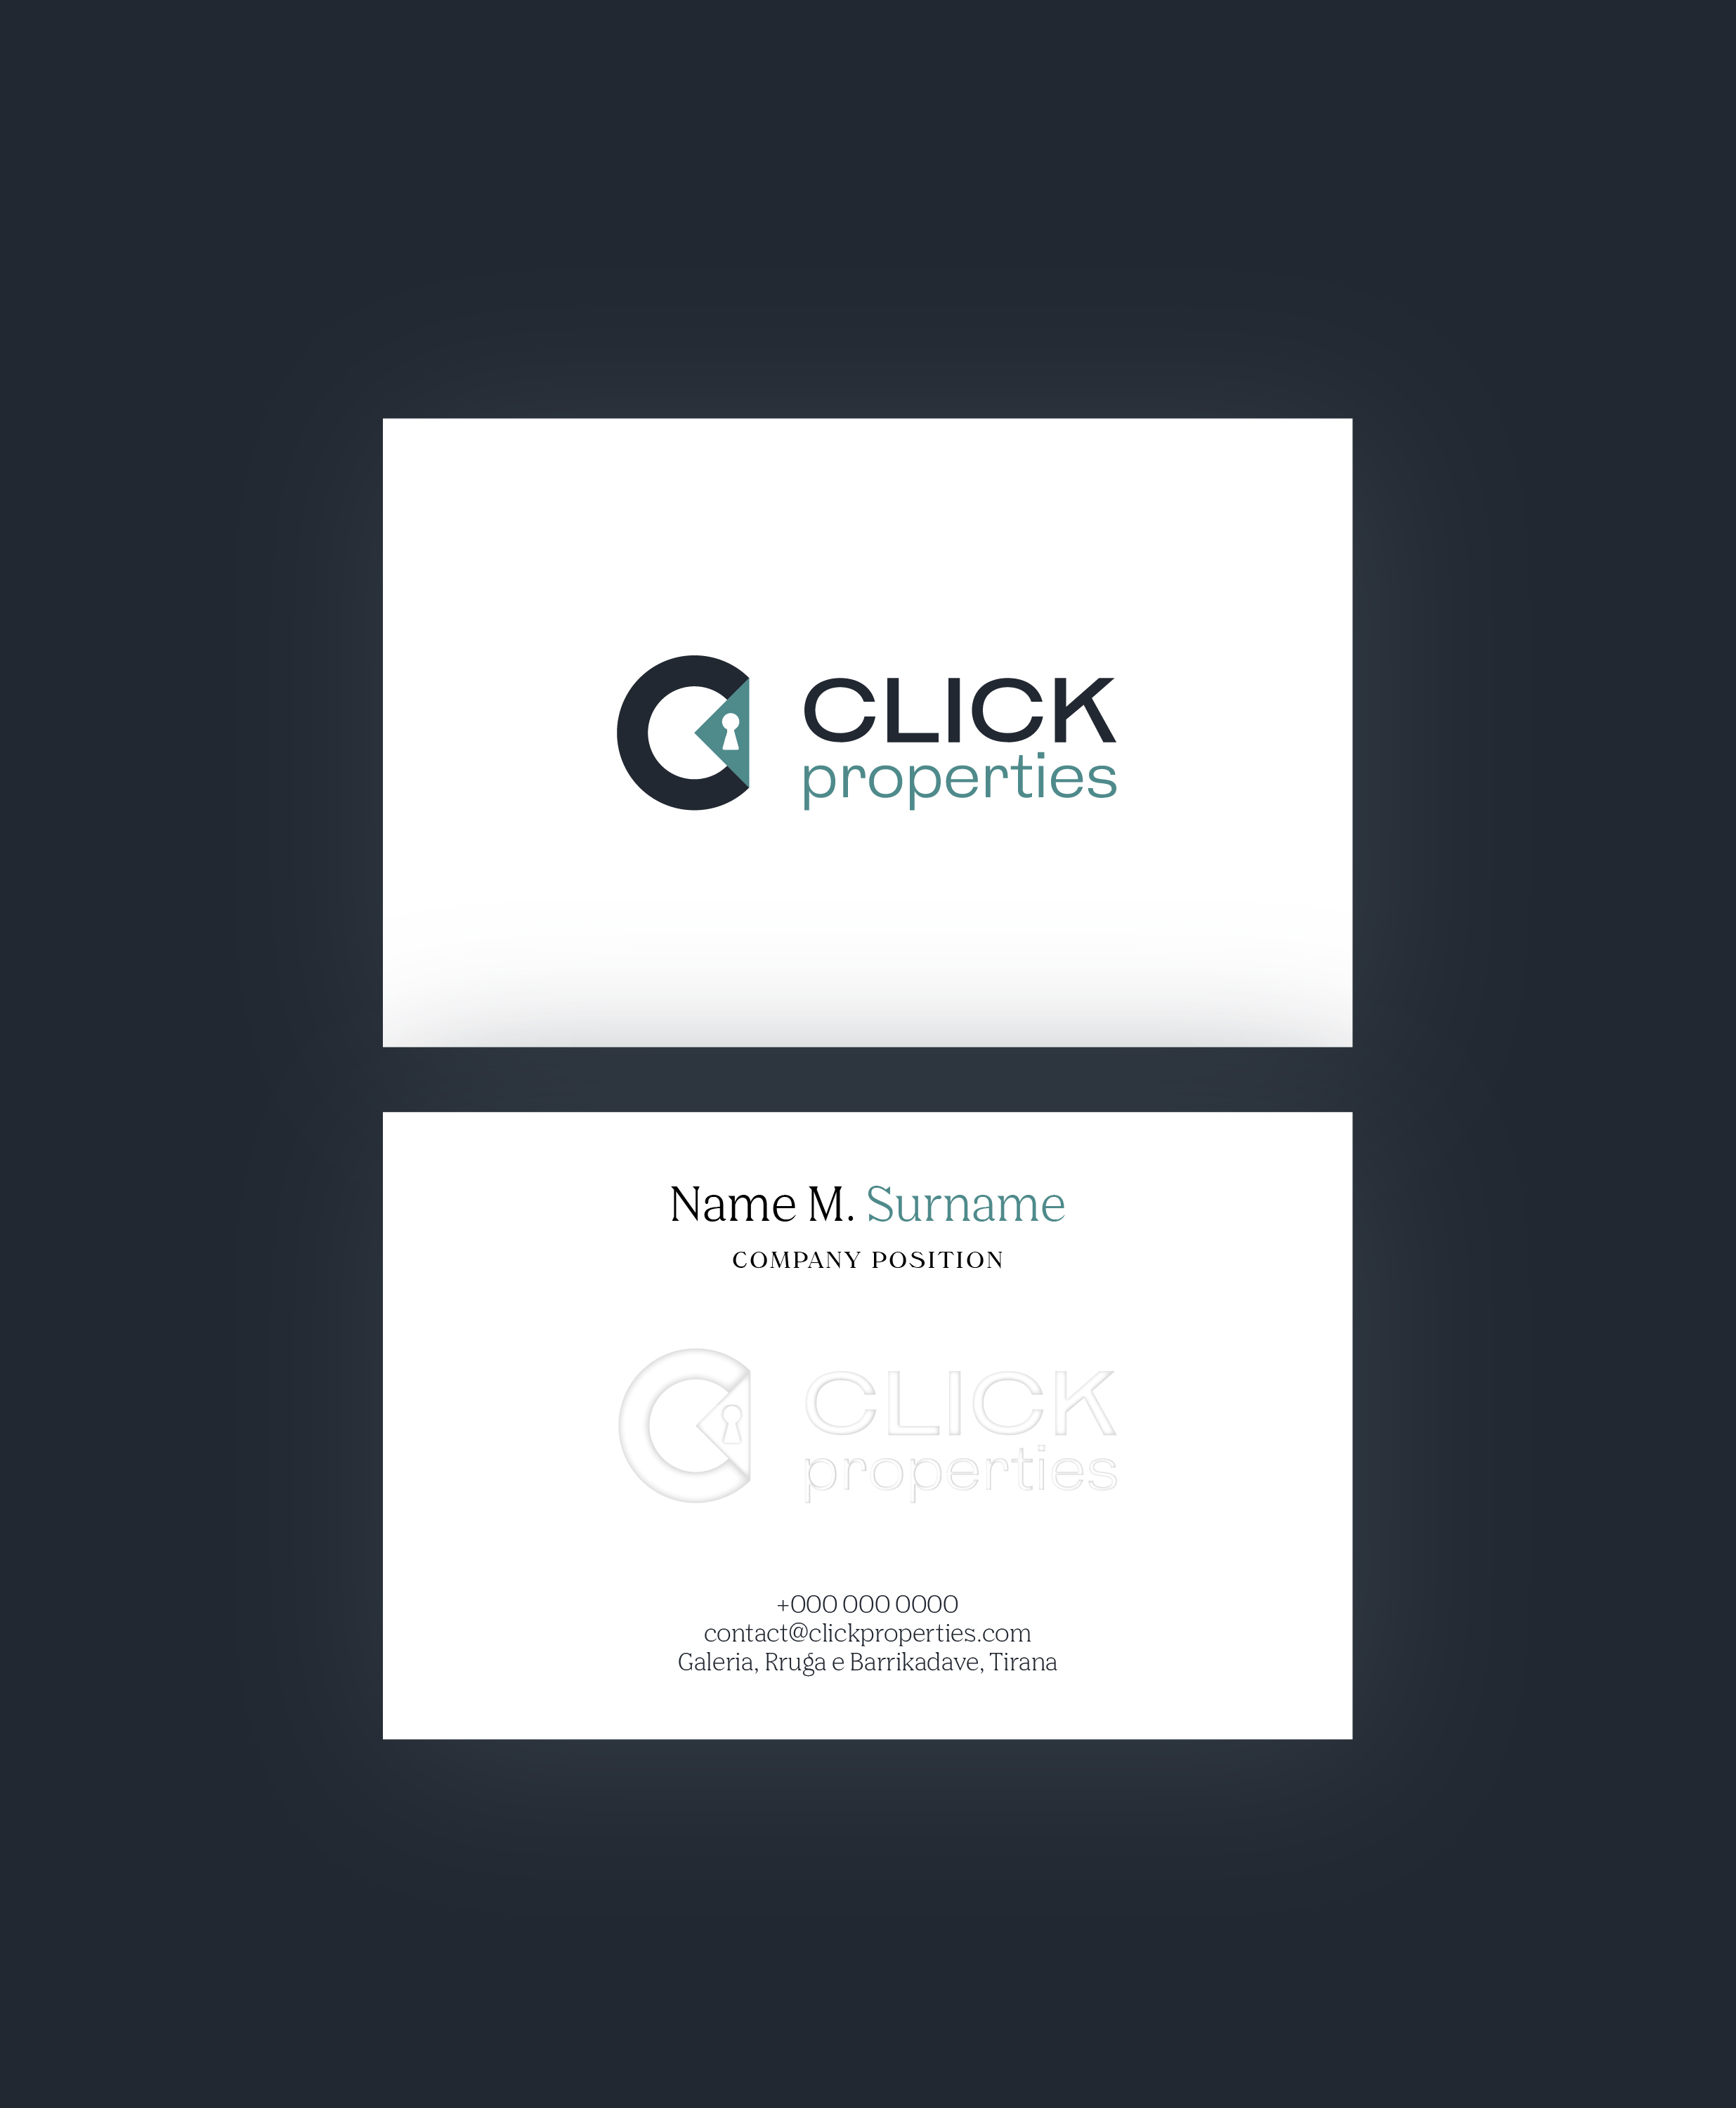 CLICK
properties
Name M. Surname
COMPANY POSITION
CLICK
properties
+000 000 0000
contact@clickproperties.com
Galeria, Rruga e Barrikadave, Tirana